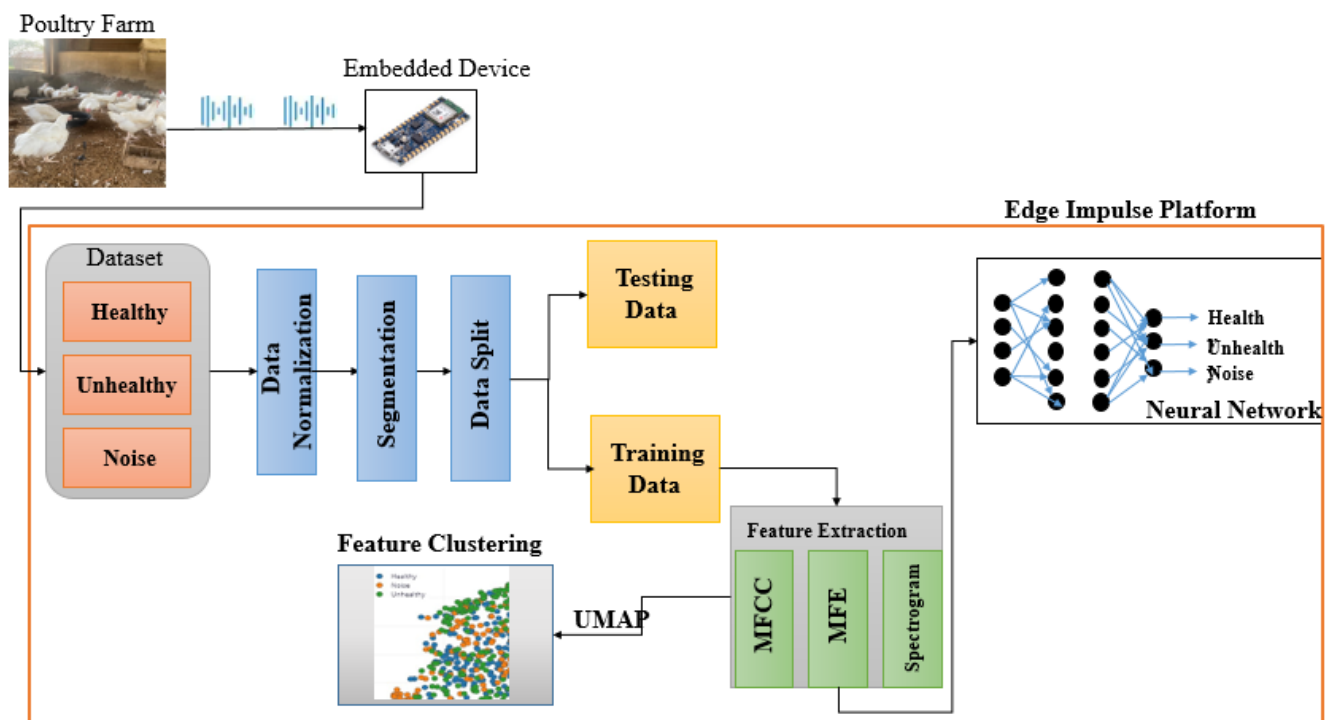 Poultry Farm
Embedded Device
Edge Impulse Platform
Dataset
Healthy
Unhealthy
Noise
Data
Normalization
Segmentation
Data Split
Testing
Data
Training
Data
Health
y
Unhealth
y
Noise
Neural Network
Feature Extraction
MFCC
MFE
Spectrogram
Feature Clustering
Healthy
Noise
Unhealthy
UMAP